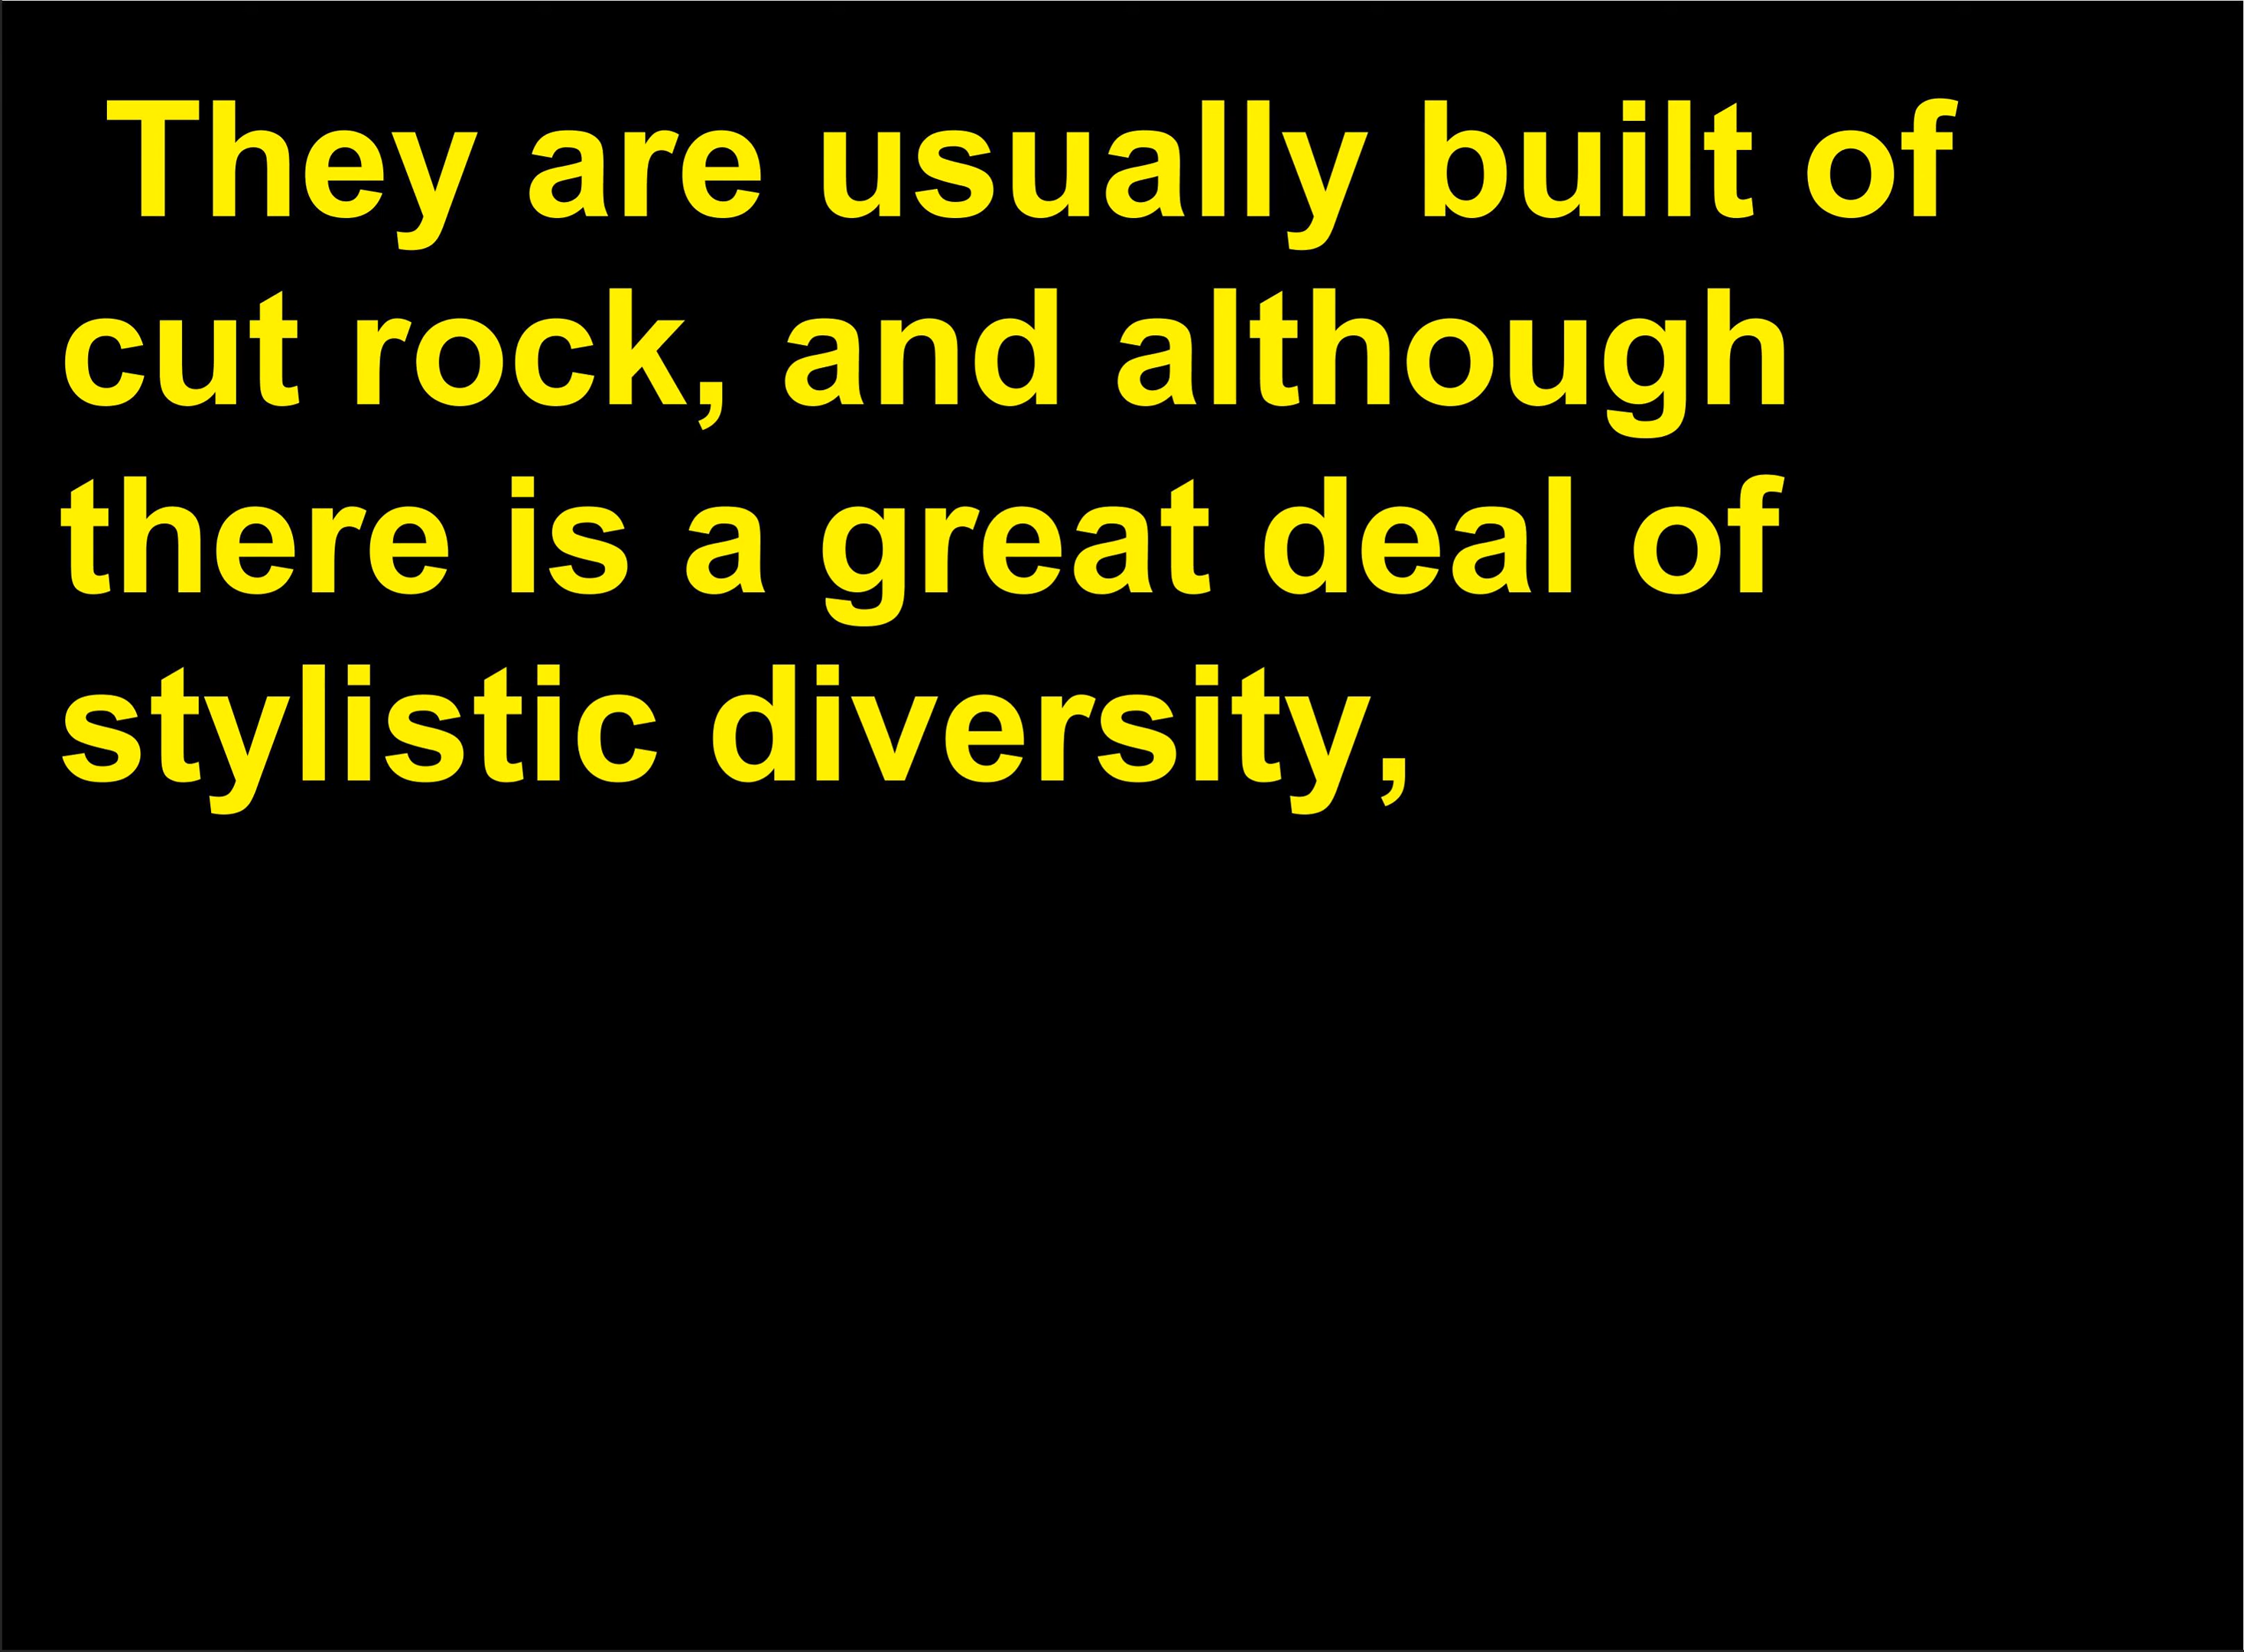 They are usually built of
cut rock, and although
there is a great deal of
stylistic diversity,